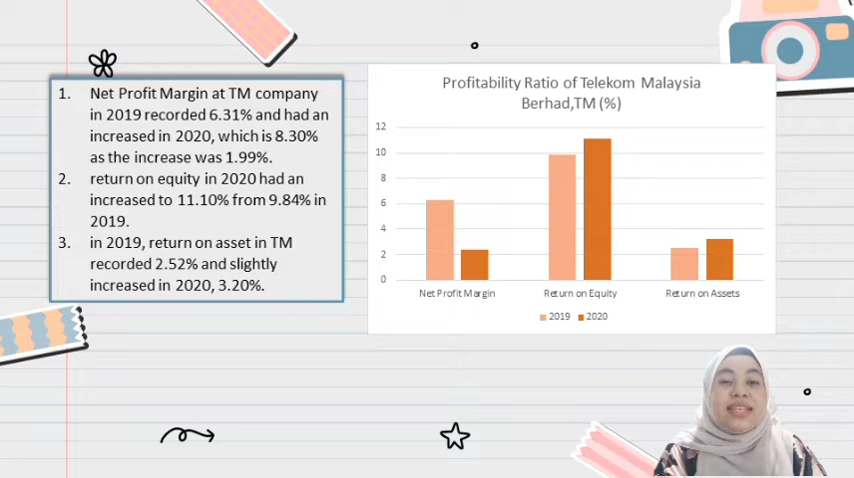 1. Net Profit Margin at TM company
in 2019 recorded 6.31% and had an
increased in 2020, which is 8.30%
as the increase was 1.99%.
2. return on equity in 2020 had an
increased to 11.10% from 9.84% in
2019.
3. in 2019, return on asset in TM
recorded 2.52% and slightly
increased in 2020, 3.20%.
Profitability Ratio of Telekom Malaysia
Berhad,TM (%)
12
10
8
6
4
2
0
Net Profit Margin
Return on Equity
Return on Assets
2019 2020